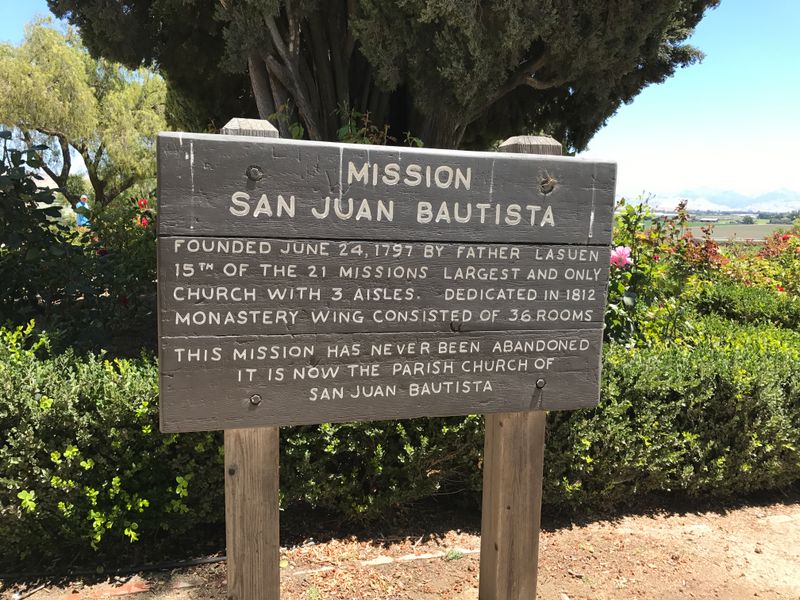 MISSION
SAN JUAN BAUTISTA
FOUNDED JUNE 24, 1797 BY FATHER LASUEN
15TH OF THE 21 MISSIONS LARGEST AND ONLY
CHURCH WITH 3 AISLES. DEDICATED IN 1812
MONASTERY WING CONSISTED OF 36 ROOMS
THIS MISSION HAS NEVER BEEN ABANDONED
IT IS NOW THE PARISH CHURCH OF
SAN JUAN BAUTISTA